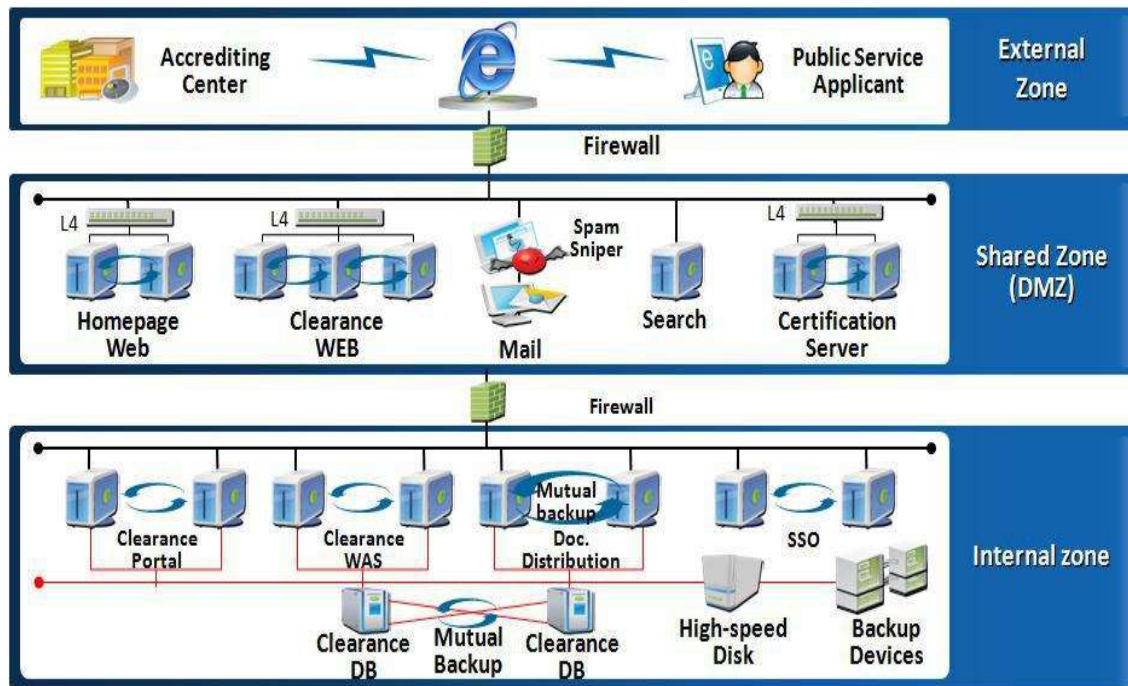 Accrediting
Center
Public Service
Applicant
External
Zone
Firewall
L4
L4
Spam
Sniper
L4
Homepage
Web
Clearance
WEB
Mail
Search
Certification
Server
Shared Zone
(DMZ)
Firewall
Clearance
Portal
Clearance
WAS
Mutual
backup
Doc.
Distribution
SSO
Internal zone
Clearance
DB
Mutual
Backup
Clearance
DB
High-speed
Disk
Backup
Devices